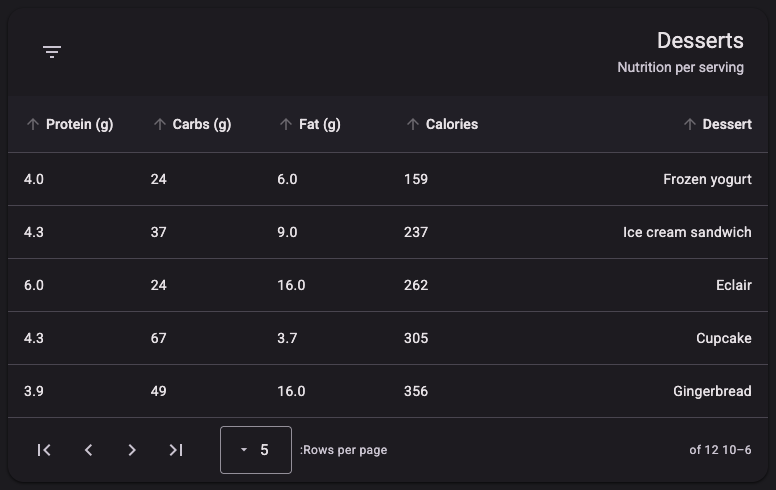 Desserts
Nutrition per serving
Protein (g) Carbs (g) Fat (g) Calories Dessert
4.0 24 6.0 159 Frozen yogurt
4.3 37 9.0 237 Ice cream sandwich
6.0 24 16.0 262 Eclair
4.3 67 3.7 305 Cupcake
3.9 49 16.0 356 Gingerbread
5 :Rows per page of 12 10–6